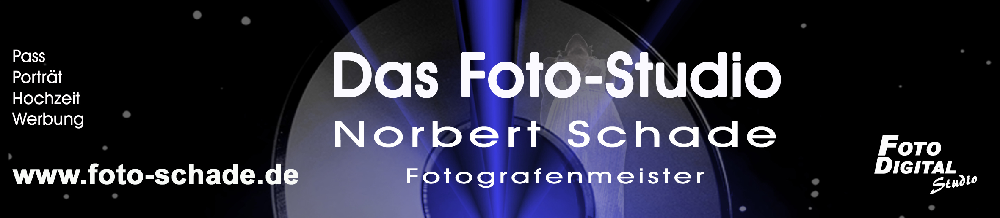 Pass
Porträt
Hochzeit
Werbung
www.foto-schade.de
Das Foto-Studio
Norbert Schade
Fotografenmeister
FOTO
DIGITAL
Studio